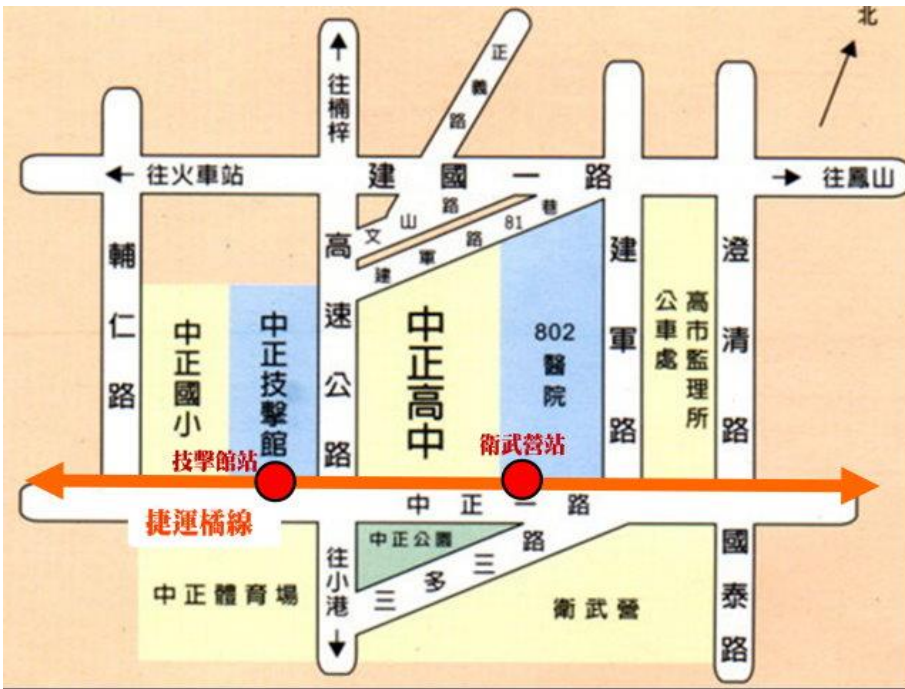 北
往楠梓
正義路
往火車站
建國一路
往鳳山
文山路
建軍路81巷
輔仁路
高速公路
建軍路
澄清路
中正國小
中正技擊館
中正高中
802醫院
公車處
高市監理所
技擊館站
衛武營站
捷運橘線
中正一路
中正公園
三多三路
往小港
中正體育場
衛武營
國泰路